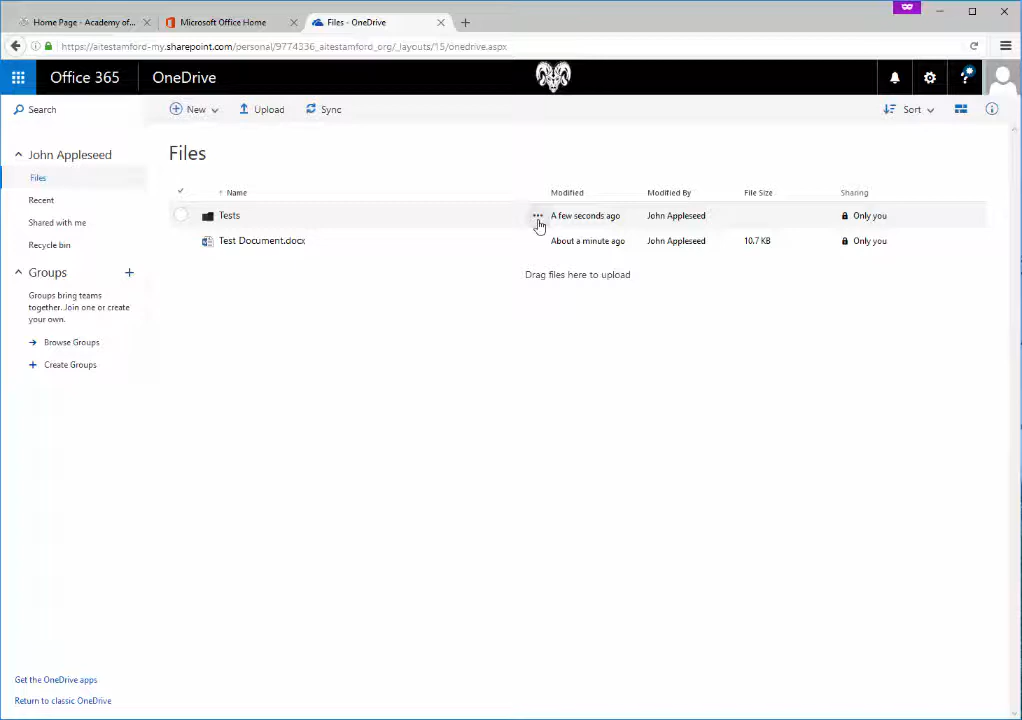 Home Page - Academy of...
Microsoft Office Home
Files - OneDrive
https://aitestamford-my.sharepoint.com/personal/9774336_aitestamford_org/_layouts/15/onedrive.aspx
Office 365
OneDrive
Search
New
Upload
Sync
Sort
John Appleseed
Files
Recent
Shared with me
Recycle bin
Groups
Groups bring teams
together. Join one or create
your own.
Browse Groups
Create Groups
Files
Name Modified Modified By File Size Sharing
Tests A few seconds ago John Appleseed Only you
Test Document.docx About a minute ago John Appleseed 10.7 KB Only you
Drag files here to upload
Get the OneDrive apps
Return to classic OneDrive